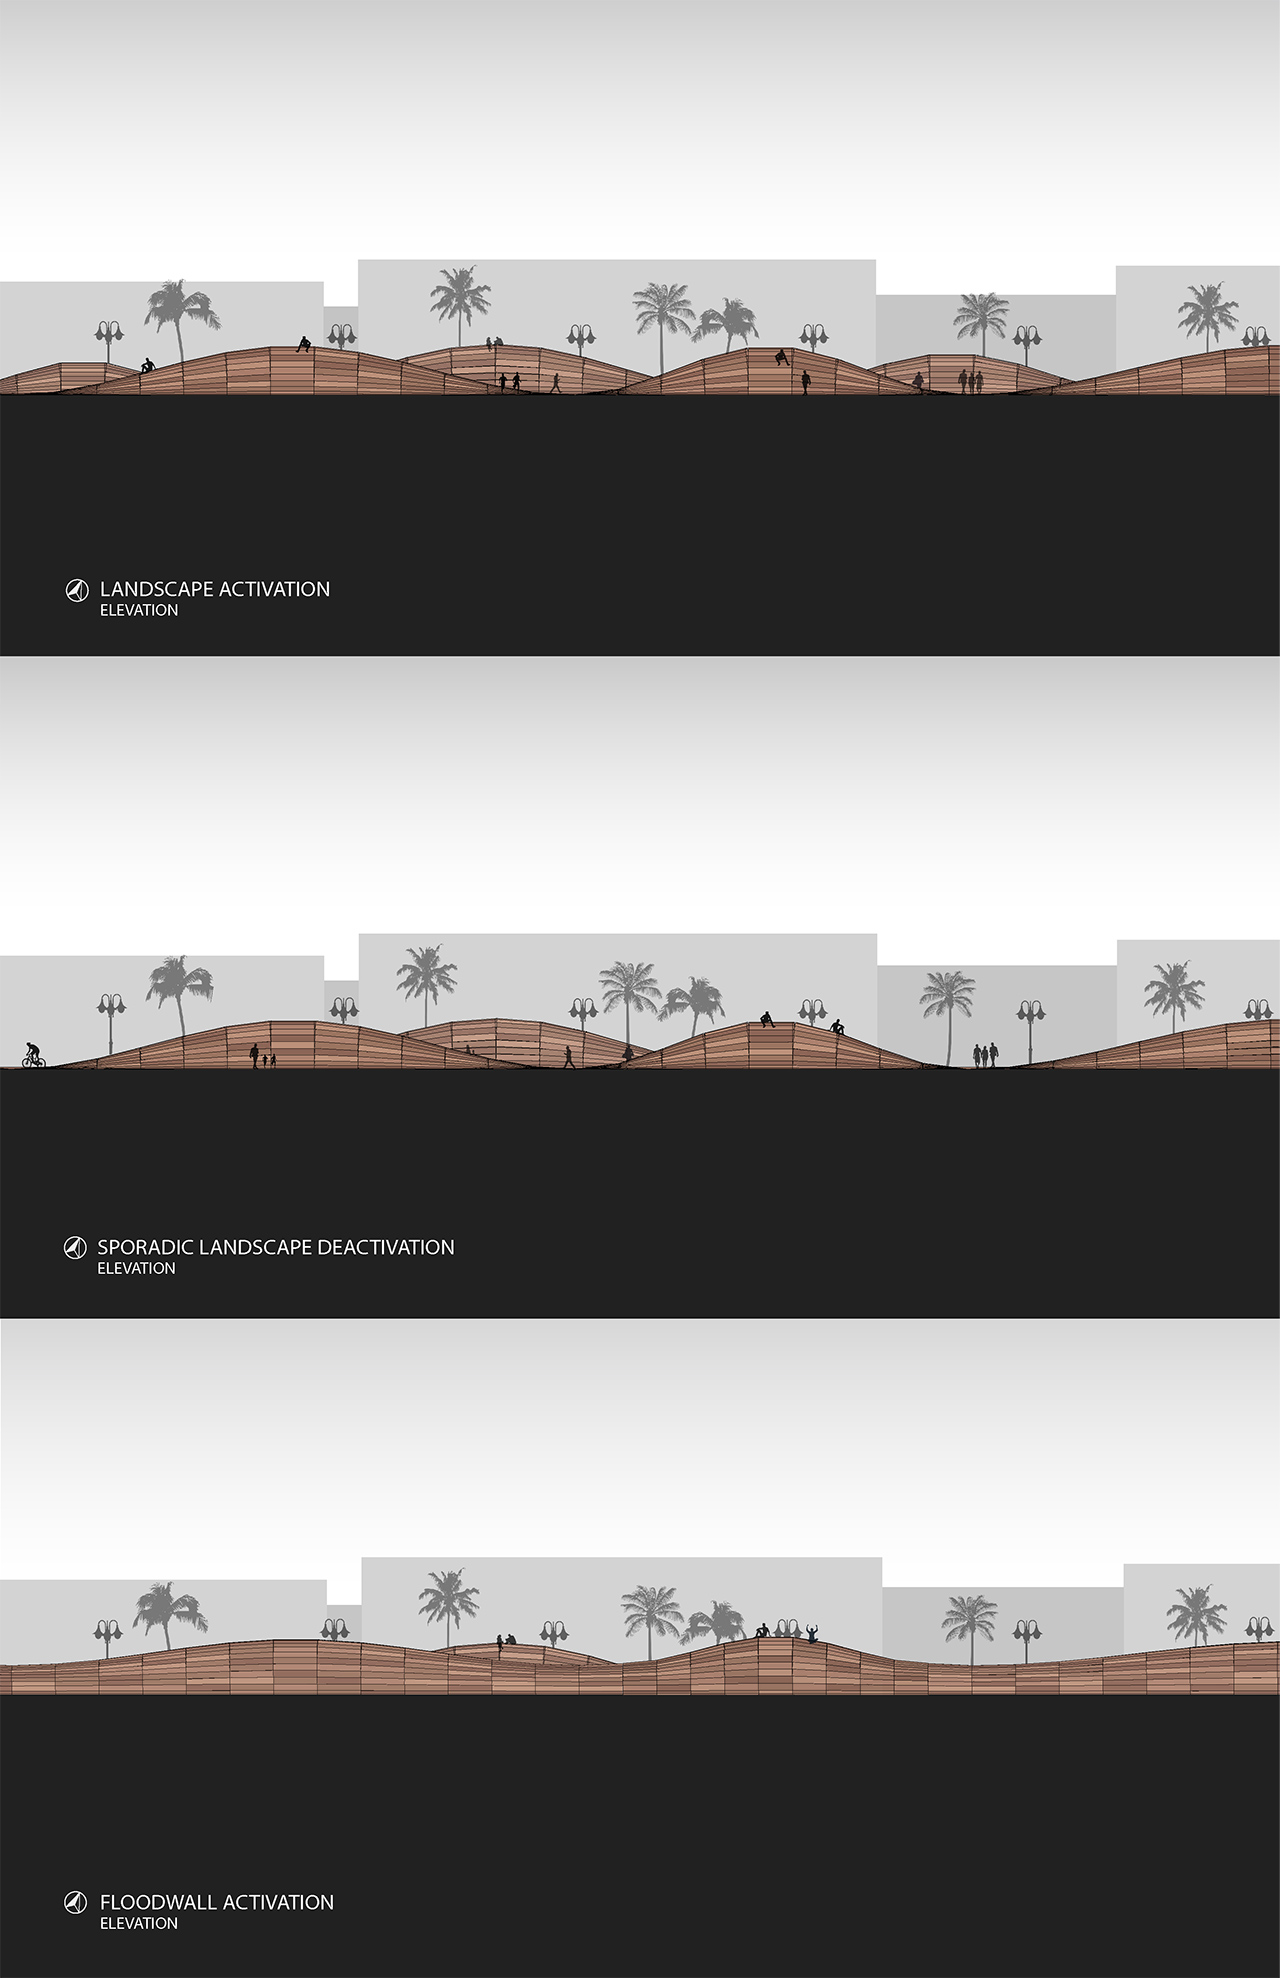 LANDSCAPE ACTIVATION
ELEVATION
SPORADIC LANDSCAPE DEACTIVATION
ELEVATION
FLOODWALL ACTIVATION
ELEVATION